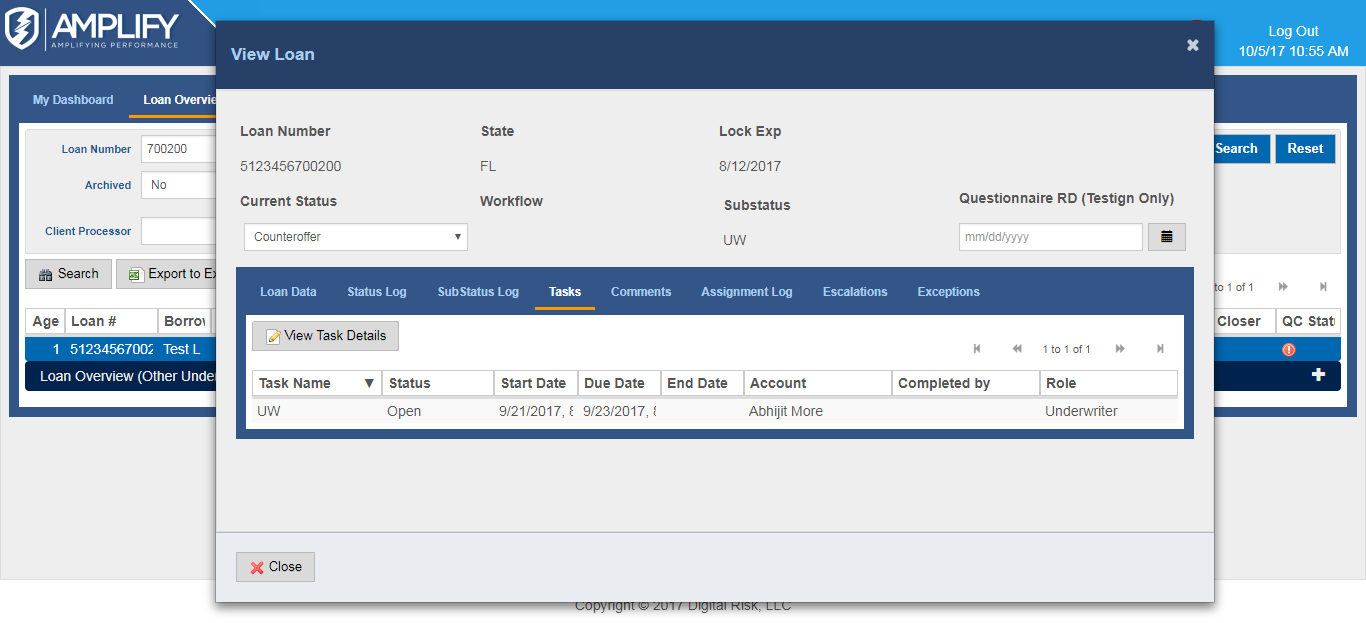 AMPLIFY
AMPLIFYING PERFORMANCE
Log Out
10/5/17 10:55 AM
View Loan
My Dashboard
Loan Overvie
Loan Number 700200
Archived No
Client Processor
Search Reset
Search Export to Ex
to 1 of 1
Age Loan # Borrov Closer QC Statu
1 51234567002 Test L
Loan Overview (Other Under
Loan Number State Lock Exp
5123456700200 FL 8/12/2017
Current Status Workflow Substatus Questionnaire RD (Testign Only)
Counteroffer UW mm/dd/yyyy
Loan Data Status Log SubStatus Log Tasks Comments Assignment Log Escalations Exceptions
View Task Details
1 to 1 of 1
Task Name Status Start Date Due Date End Date Account Completed by Role
UW Open 9/21/2017, 9/23/2017, Abhijit More Underwriter
Close
Copyright © 2017 Digital Risk, LLC